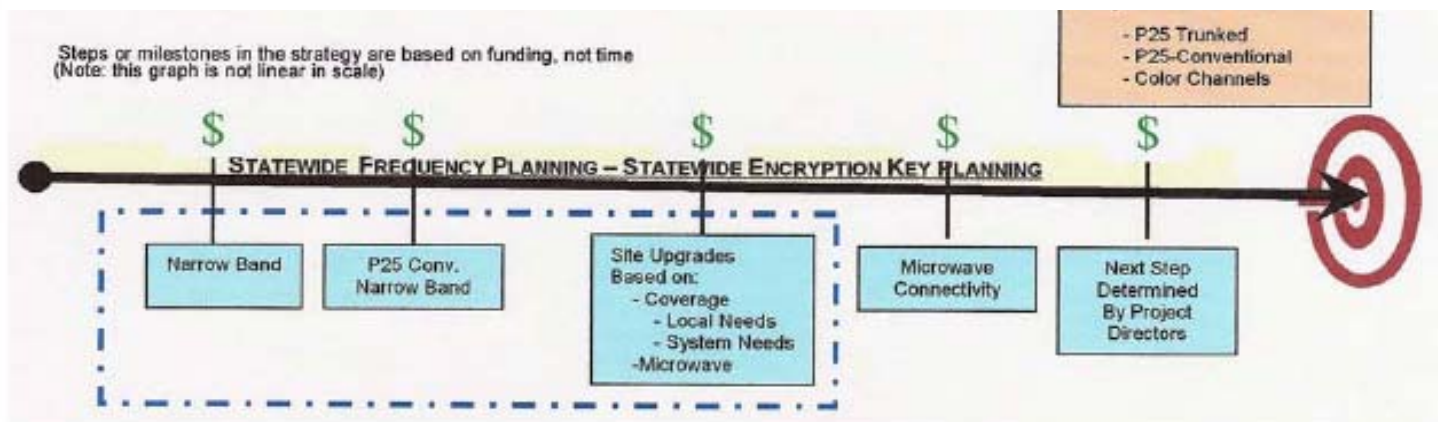 - P25 Trunked
- P25-Conventional
- Color Channels
Steps or milestones in the strategy are based on funding, not time
(Note: this graph is not linear in scale)
$ $ $ $ $
STATEWIDE FREQUENCY PLANNING – STATEWIDE ENCRYPTION KEY PLANNING
Narrow Band
P25 Conv.
Narrow Band
Site Upgrades
Based on:
- Coverage
- Local Needs
- System Needs
-Microwave
Microwave
Connectivity
Next Step
Determined
By Project
Directors